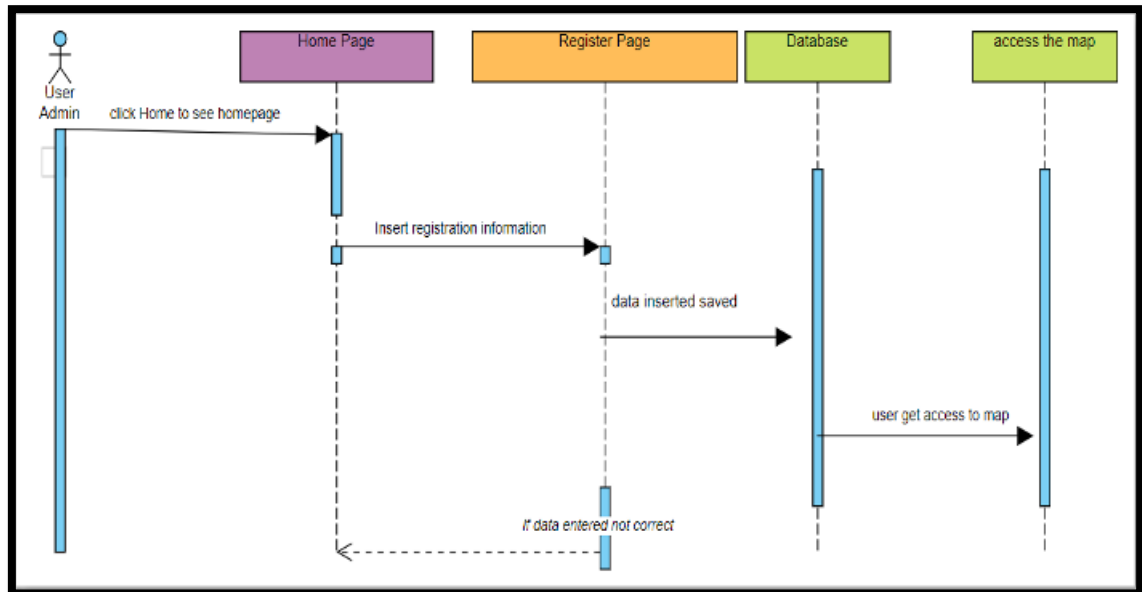 Home Page
Register Page
Database
access the map
User
Admin
click Home to see homepage
Insert registration information
data inserted saved
user get access to map
If data entered not correct